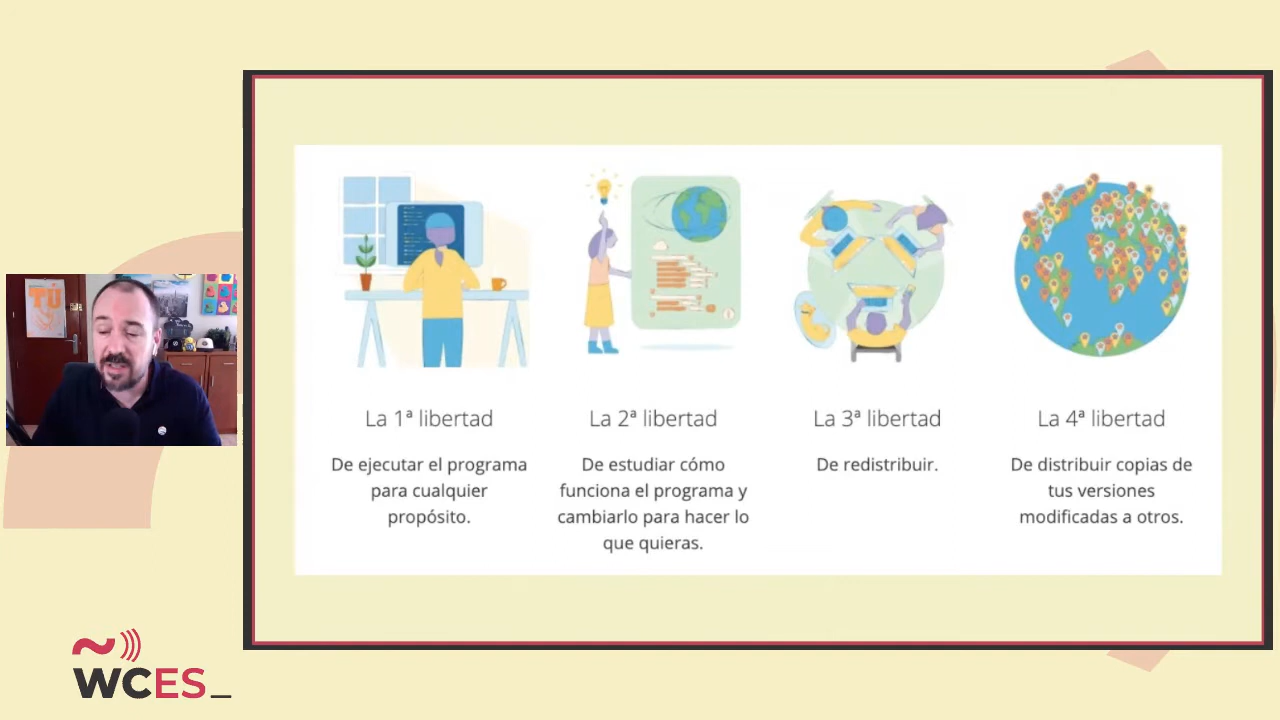 TÚ
La 1ª libertad
De ejecutar el programa
para cualquier
propósito.
La 2ª libertad
De estudiar cómo
funciona el programa y
cambiarlo para hacer lo
que quieras.
La 3ª libertad
De redistribuir.
La 4ª libertad
De distribuir copias de
tus versiones
modificadas a otros.
WCES_